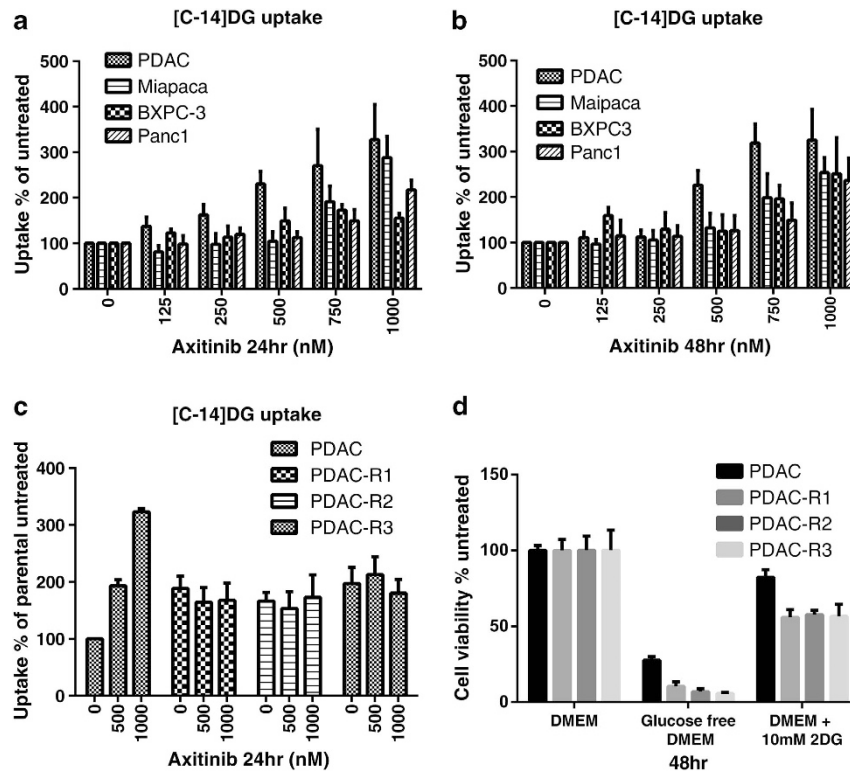 a
[C-14]DG uptake
PDAC
Miapaca
BXPC-3
Panc1
Uptake % of untreated
500
400
300
200
100
0
0
125
250
500
750
1000
Axitinib 24hr (nM)
b
[C-14]DG uptake
PDAC
Maipaca
BXPC3
Panc1
Uptake % of untreated
500
400
300
200
100
0
0
125
250
500
750
1000
Axitinib 48hr (nM)
c
[C-14]DG uptake
PDAC
PDAC-R1
PDAC-R2
PDAC-R3
Uptake % of parental untreated
400
300
200
100
0
0
500
1000
0
500
1000
0
500
1000
0
500
1000
Axitinib 24hr (nM)
d
PDAC
PDAC-R1
PDAC-R2
PDAC-R3
Cell viability % untreated
150
100
50
0
DMEM
Glucose free
DMEM
DMEM +
10mM 2DG
48hr